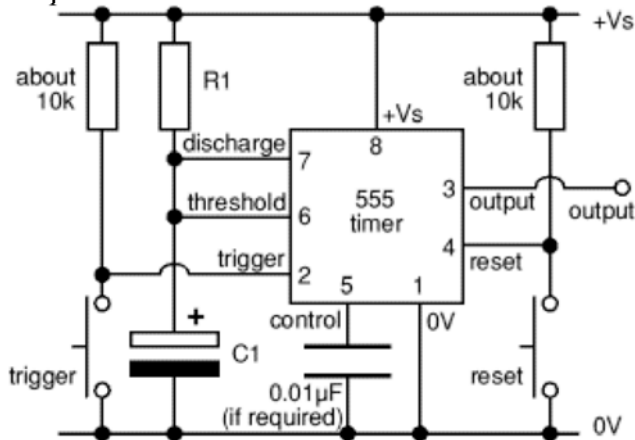 +Vs
about
10k
R1
about
10k
+Vs
8
discharge
7
threshold
6
555
timer
3
output
output
trigger
2
4
reset
5
1
control
0V
+
C1
trigger
0.01µF
(if required)
reset
0V